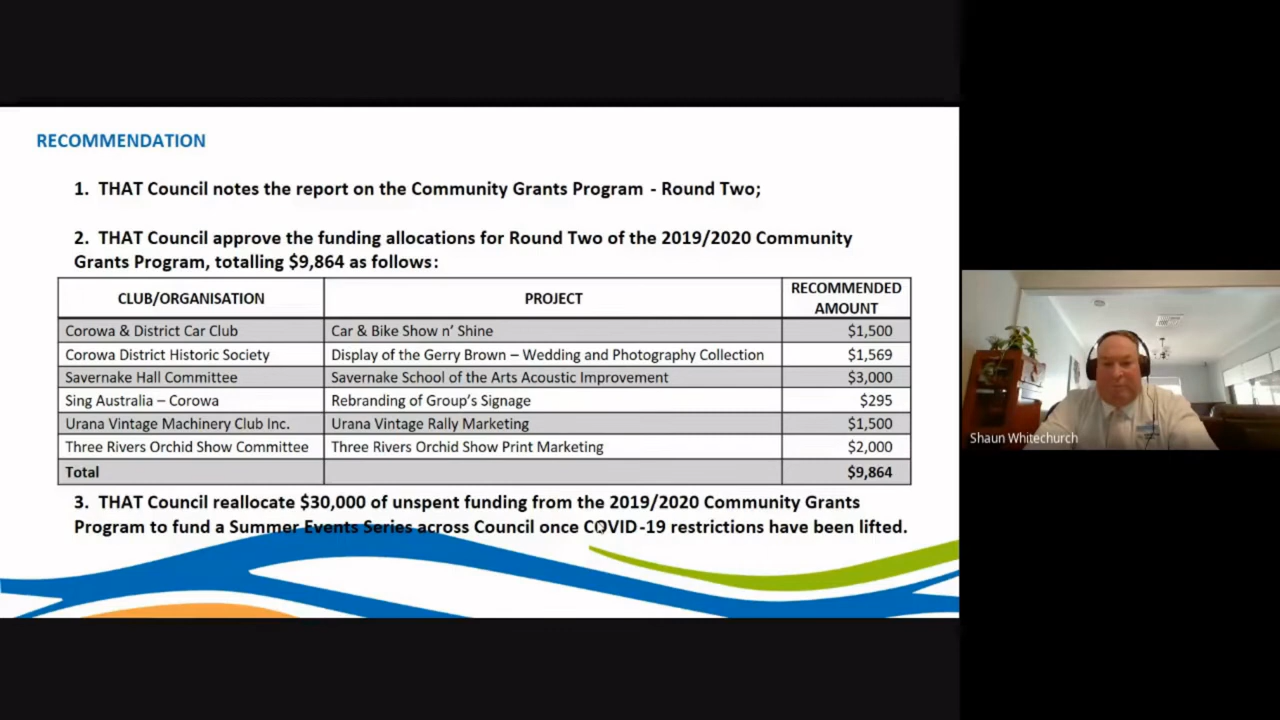 RECOMMENDATION
1. THAT Council notes the report on the Community Grants Program - Round Two;
2. THAT Council approve the funding allocations for Round Two of the 2019/2020 Community
Grants Program, totalling $9,864 as follows:
CLUB/ORGANISATION PROJECT RECOMMENDED AMOUNT
Corowa & District Car Club Car & Bike Show n’ Shine $1,500
Corowa District Historic Society Display of the Gerry Brown – Wedding and Photography Collection $1,569
Savernake Hall Committee Savernake School of the Arts Acoustic Improvement $3,000
Sing Australia – Corowa Rebranding of Group’s Signage $295
Urana Vintage Machinery Club Inc. Urana Vintage Rally Marketing $1,500
Three Rivers Orchid Show Committee Three Rivers Orchid Show Print Marketing $2,000
Total $9,864
3. THAT Council reallocate $30,000 of unspent funding from the 2019/2020 Community Grants
Program to fund a Summer Events Series across Council once COVID-19 restrictions have been lifted.
Shaun Whitechurch